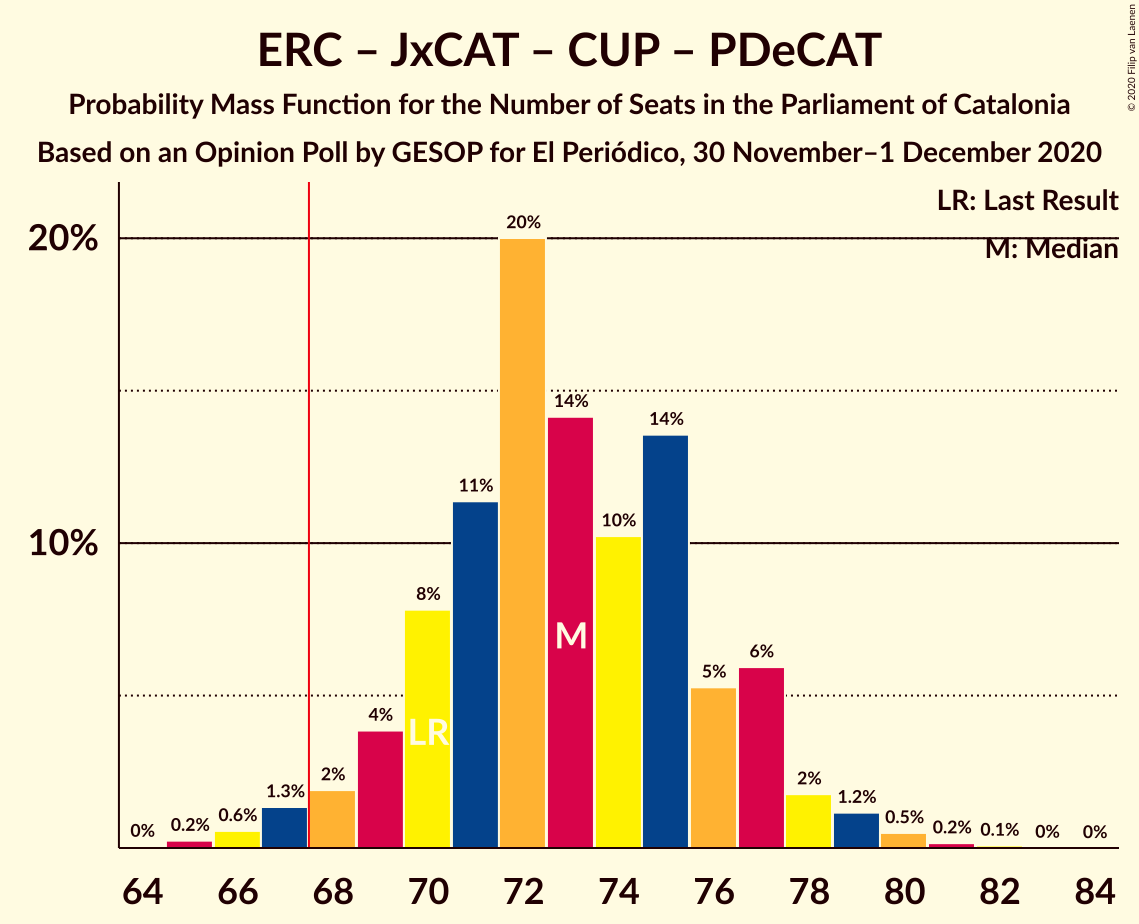 ERC – JxCAT – CUP – PDeCAT
Probability Mass Function for the Number of Seats in the Parliament of Catalonia
Based on an Opinion Poll by GESOP for El Periódico, 30 November–1 December 2020
© 2020 Filip van Laenen
LR: Last Result
M: Median
20%
10%
0%
0.2%
0.6%
1.3%
2%
4%
8%
11%
20%
14%
10%
14%
5%
6%
2%
1.2%
0.5%
0.2%
0.1%
0%
0%
LR
M
64 66 68 70 72 74 76 78 80 82 84